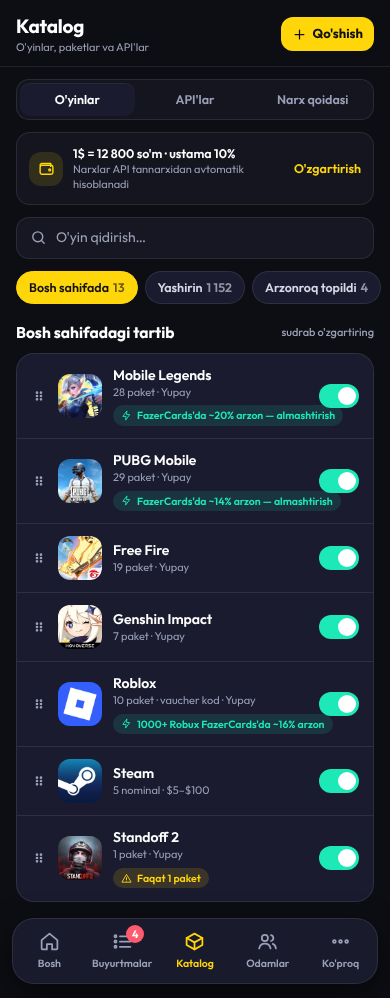 Katalog
O'yinlar, paketlar va API'lar
+ Qo'shish
O'yinlar
API'lar
Narx qoidasi
1$ = 12 800 so'm · ustama 10%
Narxlar API tannarxidan avtomatik
hisoblanadi
O'zgartirish
O'yin qidirish...
Bosh sahifada 13
Yashirin 1 152
Arzonroq topildi 4
Bosh sahifadagi tartib
sudrab o'zgartiring
Mobile Legends
28 paket · Yupay
FazerCards'da ~20% arzon — almashtirish
PUBG Mobile
29 paket · Yupay
FazerCards'da ~14% arzon — almashtirish
Free Fire
19 paket · Yupay
Genshin Impact
7 paket · Yupay
Roblox
10 paket · vaucher kod · Yupay
1000+ Robux FazerCards'da ~16% arzon
Steam
5 nominal · $5–$100
Standoff 2
1 paket · Yupay
Faqat 1 paket
4
Bosh
Buyurtmalar
Katalog
Odamlar
Ko'proq